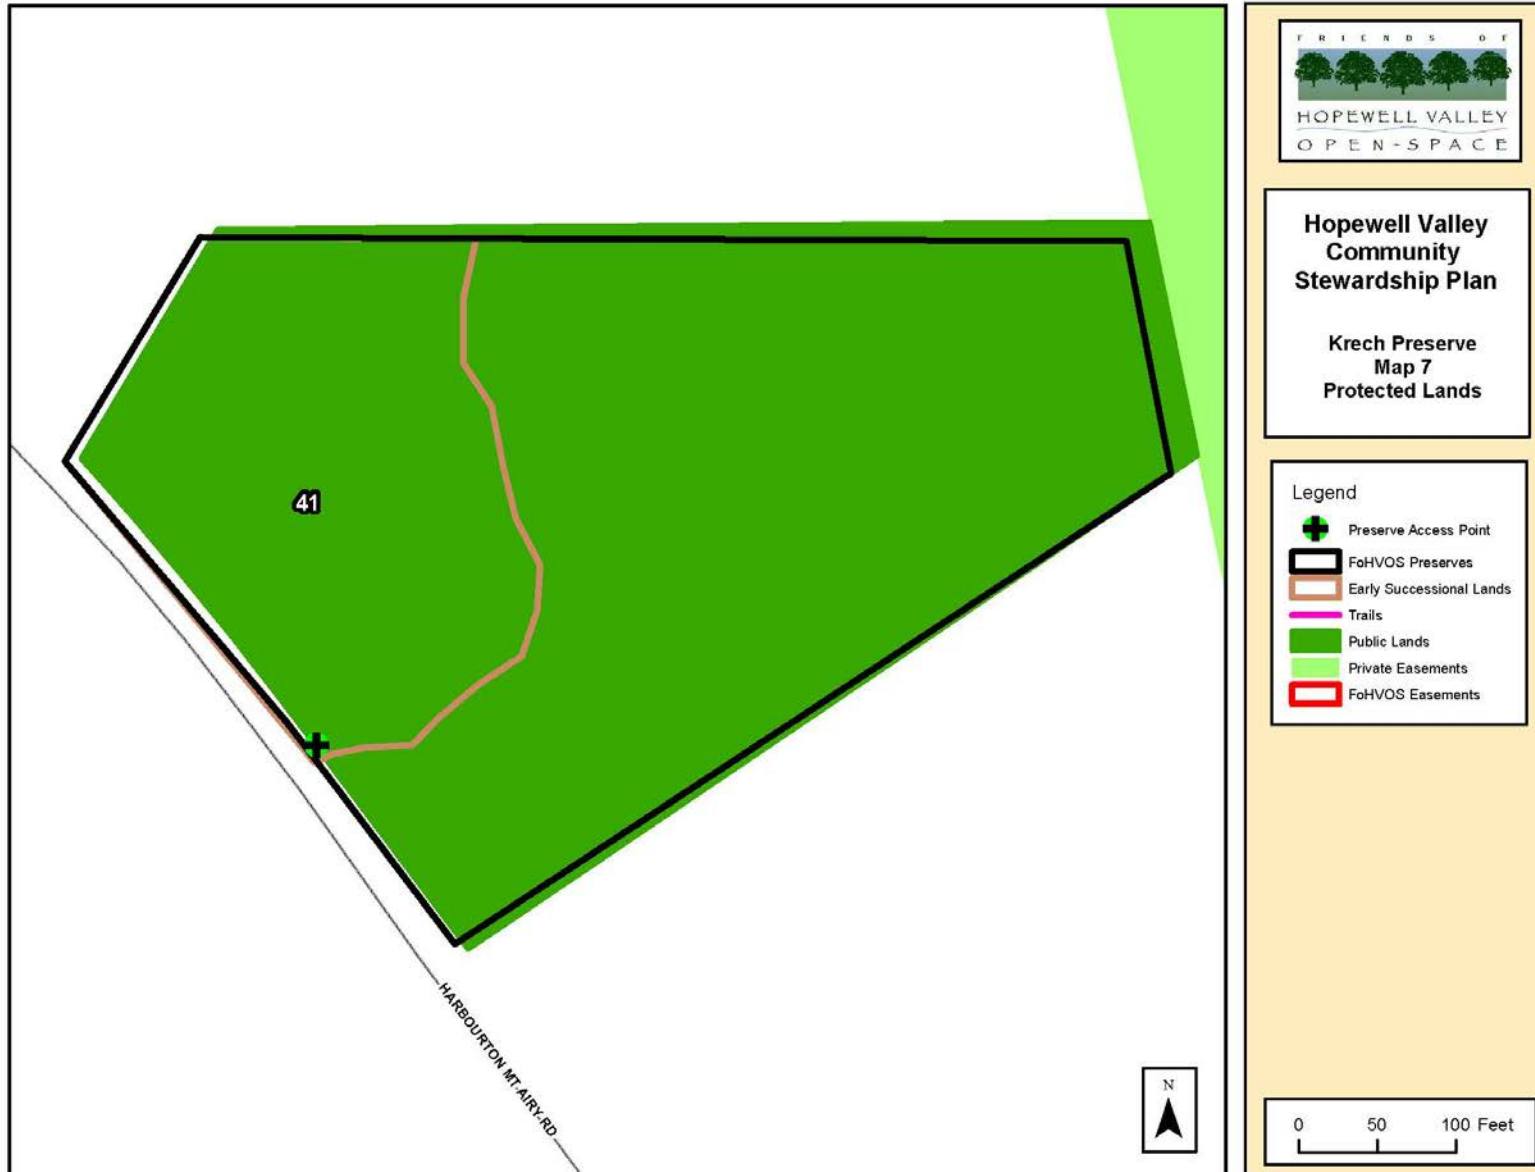 41
HARBOURTON MT-AIRY-RD
N
FRIENDS OF
HOPEWELL VALLEY
OPEN-SPACE
Hopewell Valley
Community
Stewardship Plan
Krech Preserve
Map 7
Protected Lands
Legend
Preserve Access Point
FoHVOS Preserves
Early Successional Lands
Trails
Public Lands
Private Easements
FoHVOS Easements
0 50 100 Feet